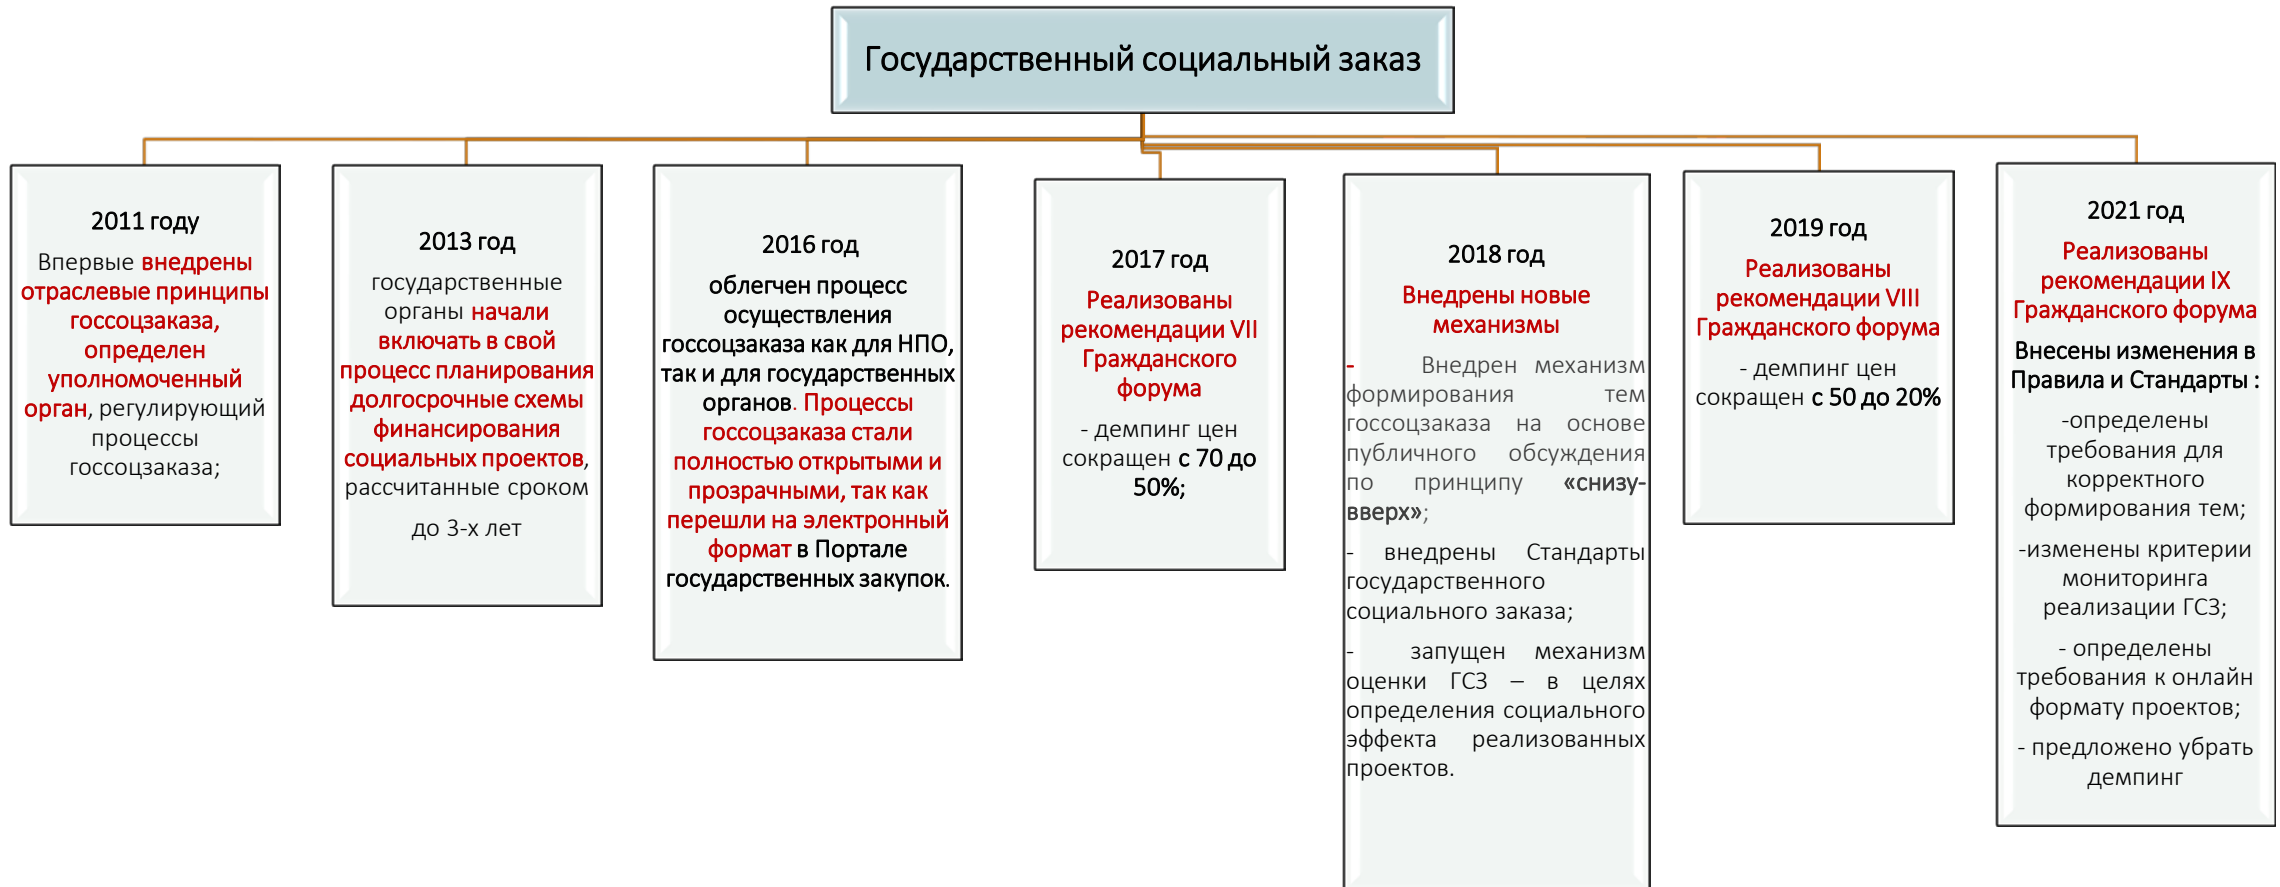 Государственный социальный заказ
2011 году
Впервые внедрены
отраслевые принципы
госсоцзаказа,
определен
уполномоченный
орган, регулирующий
процессы
госсоцзаказа;
2013 год
государственные
органы начали
включать в свой
процесс планирования
долгосрочные схемы
финансирования
социальных проектов,
рассчитанные сроком
до 3-х лет
2016 год
облегчен процесс
осуществления
госсоцзаказа как для НПО,
так и для государственных
органов. Процессы
госсоцзаказа стали
полностью открытыми и
прозрачными, так как
перешли на электронный
формат в Портале
государственных закупок.
2017 год
Реализованы
рекомендации VII
Гражданского
форума
- демпинг цен
сокращен с 70 до
50%;
2018 год
Внедрены новые
механизмы
- Внедрен механизм
формирования тем
госсоцзаказа на основе
публичного обсуждения
по принципу «снизу-
вверх»;
- внедрены Стандарты
государственного
социального заказа;
- запущен механизм
оценки ГСЗ – в целях
определения социального
эффекта реализованных
проектов.
2019 год
Реализованы
рекомендации VIII
Гражданского форума
- демпинг цен
сокращен с 50 до 20%
2021 год
Реализованы
рекомендации IX
Гражданского форума
Внесены изменения в
Правила и Стандарты :
-определены
требования для
корректного
формирования тем;
-изменены критерии
мониторинга
реализации ГСЗ;
- определены
требования к онлайн
формату проектов;
- предложено убрать
демпинг